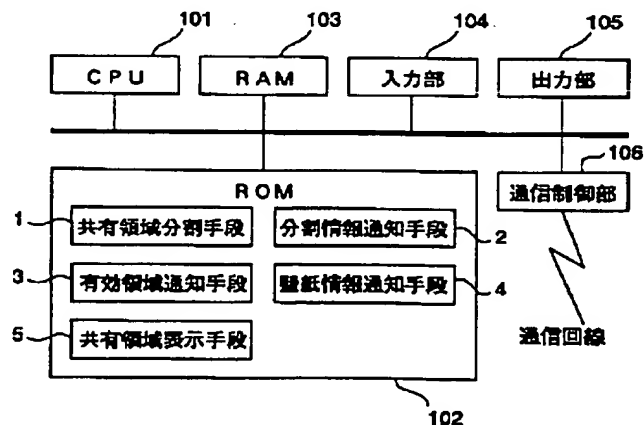 101
103
104
105
CPU
RAM
入力部
出力部
106
ROM
通信制御部
1
共有領域分割手段
分割情報通知手段
2
3
有効領域通知手段
壁紙情報通知手段
4
5
共有領域表示手段
通信回線
102